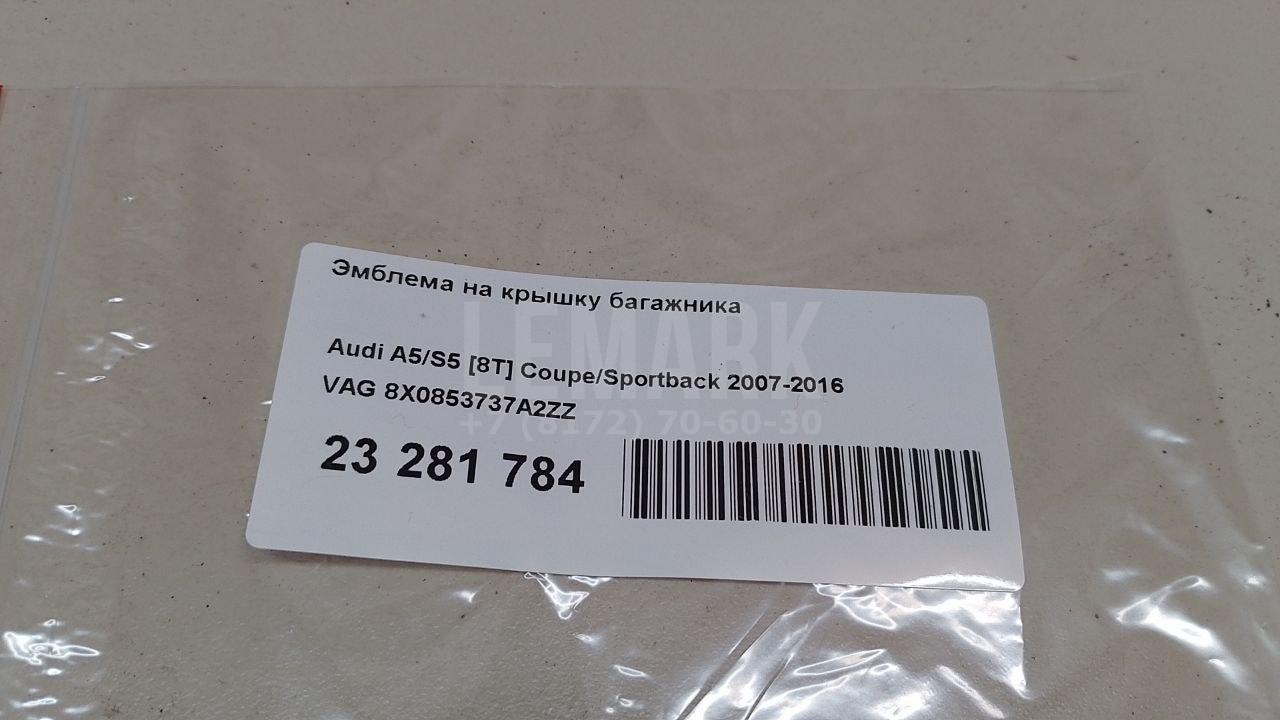 Эмблема на крышку багажника
LEMARK
Audi A5/S5 [8T] Coupe/Sportback 2007-2016
VAG 8X0853737A2ZZ
+7 (8172) 70-60-30
23 281 784